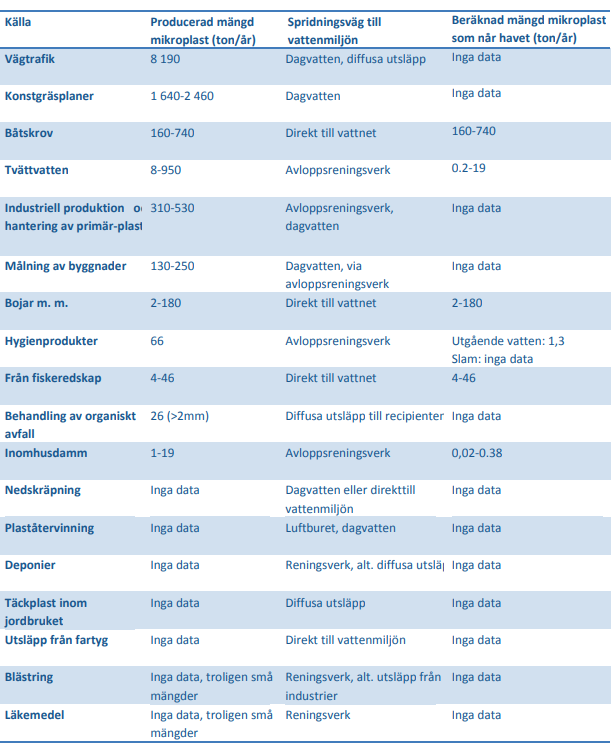 Källa
Producerad mängd
mikroplast (ton/år)
Spridningsväg till
vattenmiljön
Beräknad mängd mikroplast
som når havet (ton/år)
Vägtrafik
8 190
Dagvatten, diffusa utsläpp
Inga data
Konstgräsplaner
1 640-2 460
Dagvatten
Inga data
Båtskrov
160-740
Direkt till vattnet
160-740
Tvättvatten
8-950
Avloppsreningsverk
0.2-19
Industriell produktion
hantering av primär-plast
310-530
Avloppsreningsverk,
dagvatten
Inga data
Målning av byggnader
130-250
Dagvatten, via
avloppsreningsverk
Inga data
Bojar m. m.
2-180
Direkt till vattnet
2-180
Hygienprodukter
66
Avloppsreningsverk
Utgående vatten: 1,3
Slam: inga data
Från fiskeredskap
4-46
Direkt till vattnet
4-46
Behandling av organiskt
avfall
26 (>2mm)
Diffusa utsläpp till recipienter
Inga data
Inomhusdamm
1-19
Avloppsreningsverk
0,02-0.38
Nedskräpning
Inga data
Dagvatten eller direkttill
vattenmiljön
Inga data
Plaståtervinning
Inga data
Luftburet, dagvatten
Inga data
Deponier
Inga data
Reningsverk, alt. diffusa utslä
Inga data
Täckplast inom
jordbruket
Inga data
Diffusa utsläpp
Inga data
Utsläpp från fartyg
Inga data
Direkt till vattenmiljön
Inga data
Blästring
Inga data, troligen små
mängder
Reningsverk, alt. utsläpp från
industrier
Inga data
Läkemedel
Inga data, troligen små
mängder
Reningsverk
Inga data